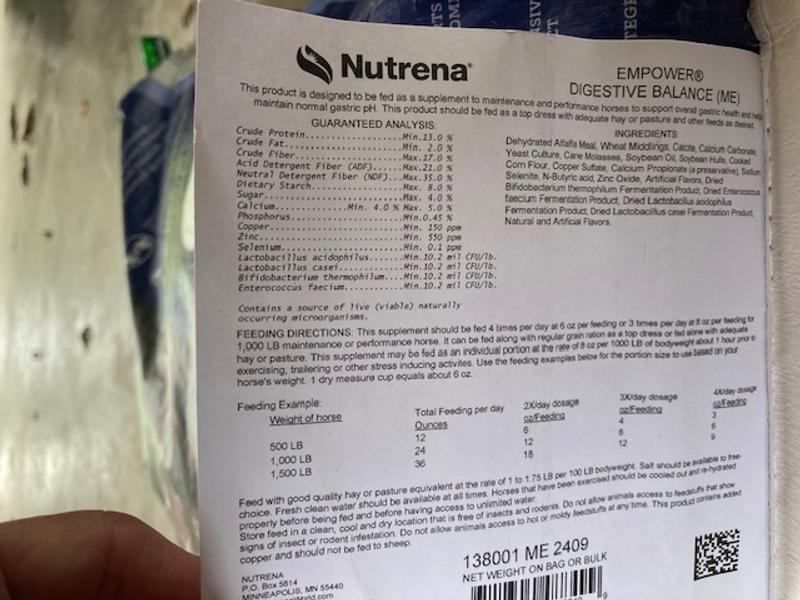 Nutrena®
EMPOWER®
DIGESTIVE BALANCE (ME)
This product is designed to be fed as a supplement to maintenance and performance horses to support overall gastric health and help
maintain normal gastric pH. This product should be fed as a top dress with adequate hay or pasture and other feeds as desired.
GUARANTEED ANALYSIS:
Crude Protein..................Min.13.0 %
Crude Fat......................Min. 2.0 %
Crude Fiber....................Max.17.0 %
Acid Detergent Fiber (ADF).....Max.21.0 %
Neutral Detergent Fiber (NDF)...Max.35.0 %
Dietary Starch.................Max. 8.0 %
Sugar..........................Max. 4.0 %
Calcium............Min. 4.0 % Max. 5.0 %
Phosphorus.....................Min.0.45 %
Copper.........................Min. 150 ppm
Zinc...........................Min. 550 ppm
Selenium.......................Min. 0.1 ppm
Lactobacillus acidophilus......Min.10.2 mil CFU/lb.
Lactobacillus casei............Min.10.2 mil CFU/lb.
Bifidobacterium thermophilum...Min.10.2 mil CFU/lb.
Enterococcus faecium...........Min.10.2 mil CFU/lb.
Contains a source of live (viable) naturally
occurring microorganisms.
INGREDIENTS:
Dehydrated Alfalfa Meal, Wheat Middlings, Calcite, Calcium Carbonate,
Yeast Culture, Cane Molasses, Soybean Oil, Soybean Hulls, Cooked
Corn Flour, Copper Sulfate, Calcium Propionate (a preservative), Sodium
Selenite, N-Butyric acid, Zinc Oxide, Artificial Flavors, Dried
Bifidobacterium thermophilum Fermentation Product, Dried Enterococcus
faecium Fermentation Product, Dried Lactobacillus acidophilus
Fermentation Product, Dried Lactobacillus casei Fermentation Product,
Natural and Artificial Flavors.
FEEDING DIRECTIONS: This supplement should be fed 4 times per day at 6 oz per feeding or 3 times per day at 8 oz per feeding for
1,000 LB maintenance or performance horse. It can be fed along with regular grain ration as a top dress or fed alone with adequate
hay or pasture. This supplement may be fed as an individual portion at the rate of 8 oz per 1000 LB of bodyweight about 1 hour prior to
exercising, trailering or other stress inducing activites. Use the feeding examples below for the portion size to use based on your
horse's weight. 1 dry measure cup equals about 6 oz.
Feeding Example:
Weight of horse Total Feeding per day 2X/day dosage 3X/day dosage 4X/day dosage
Ounces oz/Feeding oz/Feeding oz/Feeding
500 LB 12 6 4 3
1,000 LB 24 12 8 6
1,500 LB 36 18 12 9
Feed with good quality hay or pasture equivalent at the rate of 1 to 1.75 LB per 100 LB bodyweight. Salt should be available to free-
choice. Fresh clean water should be available at all times. Horses that have been exercised should be cooled out and re-hydrated
properly before being fed and before having access to unlimited water.
Store feed in a clean, cool and dry location that is free of insects and rodents. Do not allow animals access to feedstuffs that show
signs of insect or rodent infestation. Do not allow animals access to hot or moldy feedstuffs at any time. This product contains added
copper and should not be fed to sheep.
NUTRENA
P.O. Box 5614
MINNEAPOLIS, MN 55440
138001 ME 2409
NET WEIGHT ON BAG OR BULK